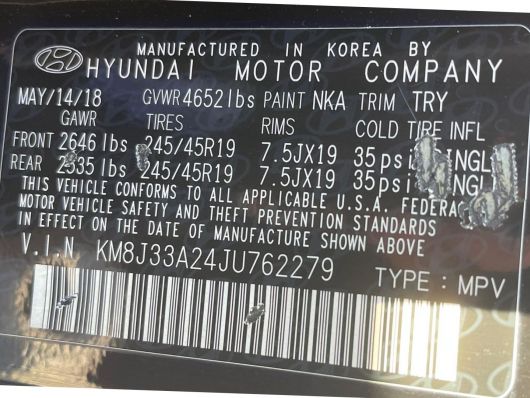 MANUFACTURED IN KOREA BY
HYUNDAI MOTOR COMPANY
MAY/14/18 GVWR 4652lbs PAINT NKA TRIM TRY
GAWR TIRES RIMS COLD TIRE INFL
FRONT 2646 lbs 245/45R19 7.5JX19 35 psi
REAR 2535 lbs 245/45R19 7.5JX19 35 psi
THIS VEHICLE CONFORMS TO ALL APPLICABLE U.S.A. FEDERAL
MOTOR VEHICLE SAFETY AND THEFT PREVENTION STANDARDS
IN EFFECT ON THE DATE OF MANUFACTURE SHOWN ABOVE
V.I.N KM8J33A24JU762279
TYPE : MPV